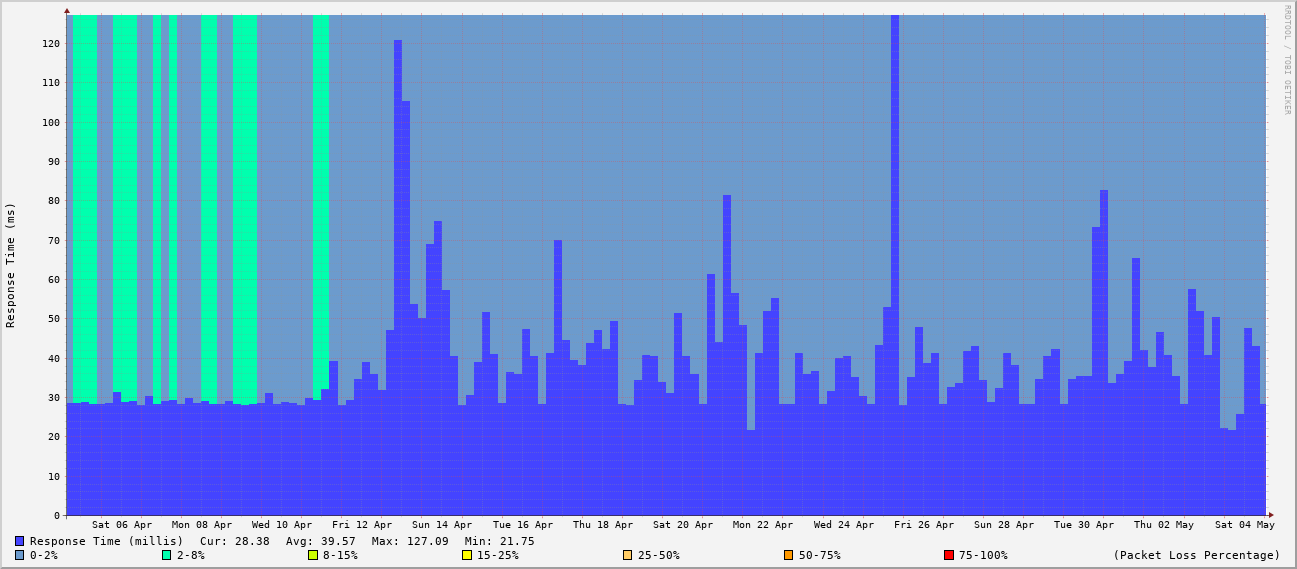 RRDTOOL / TOBI OETIKER
Response Time (ms)
120
110
100
90
80
70
60
50
40
30
20
10
0
Sat 06 Apr Mon 08 Apr Wed 10 Apr Fri 12 Apr Sun 14 Apr Tue 16 Apr Thu 18 Apr Sat 20 Apr Mon 22 Apr Wed 24 Apr Fri 26 Apr Sun 28 Apr Tue 30 Apr Thu 02 May Sat 04 May
Response Time (millis) Cur: 28.38 Avg: 39.57 Max: 127.09 Min: 21.75
0-2% 2-8% 8-15% 15-25% 25-50% 50-75% 75-100% (Packet Loss Percentage)